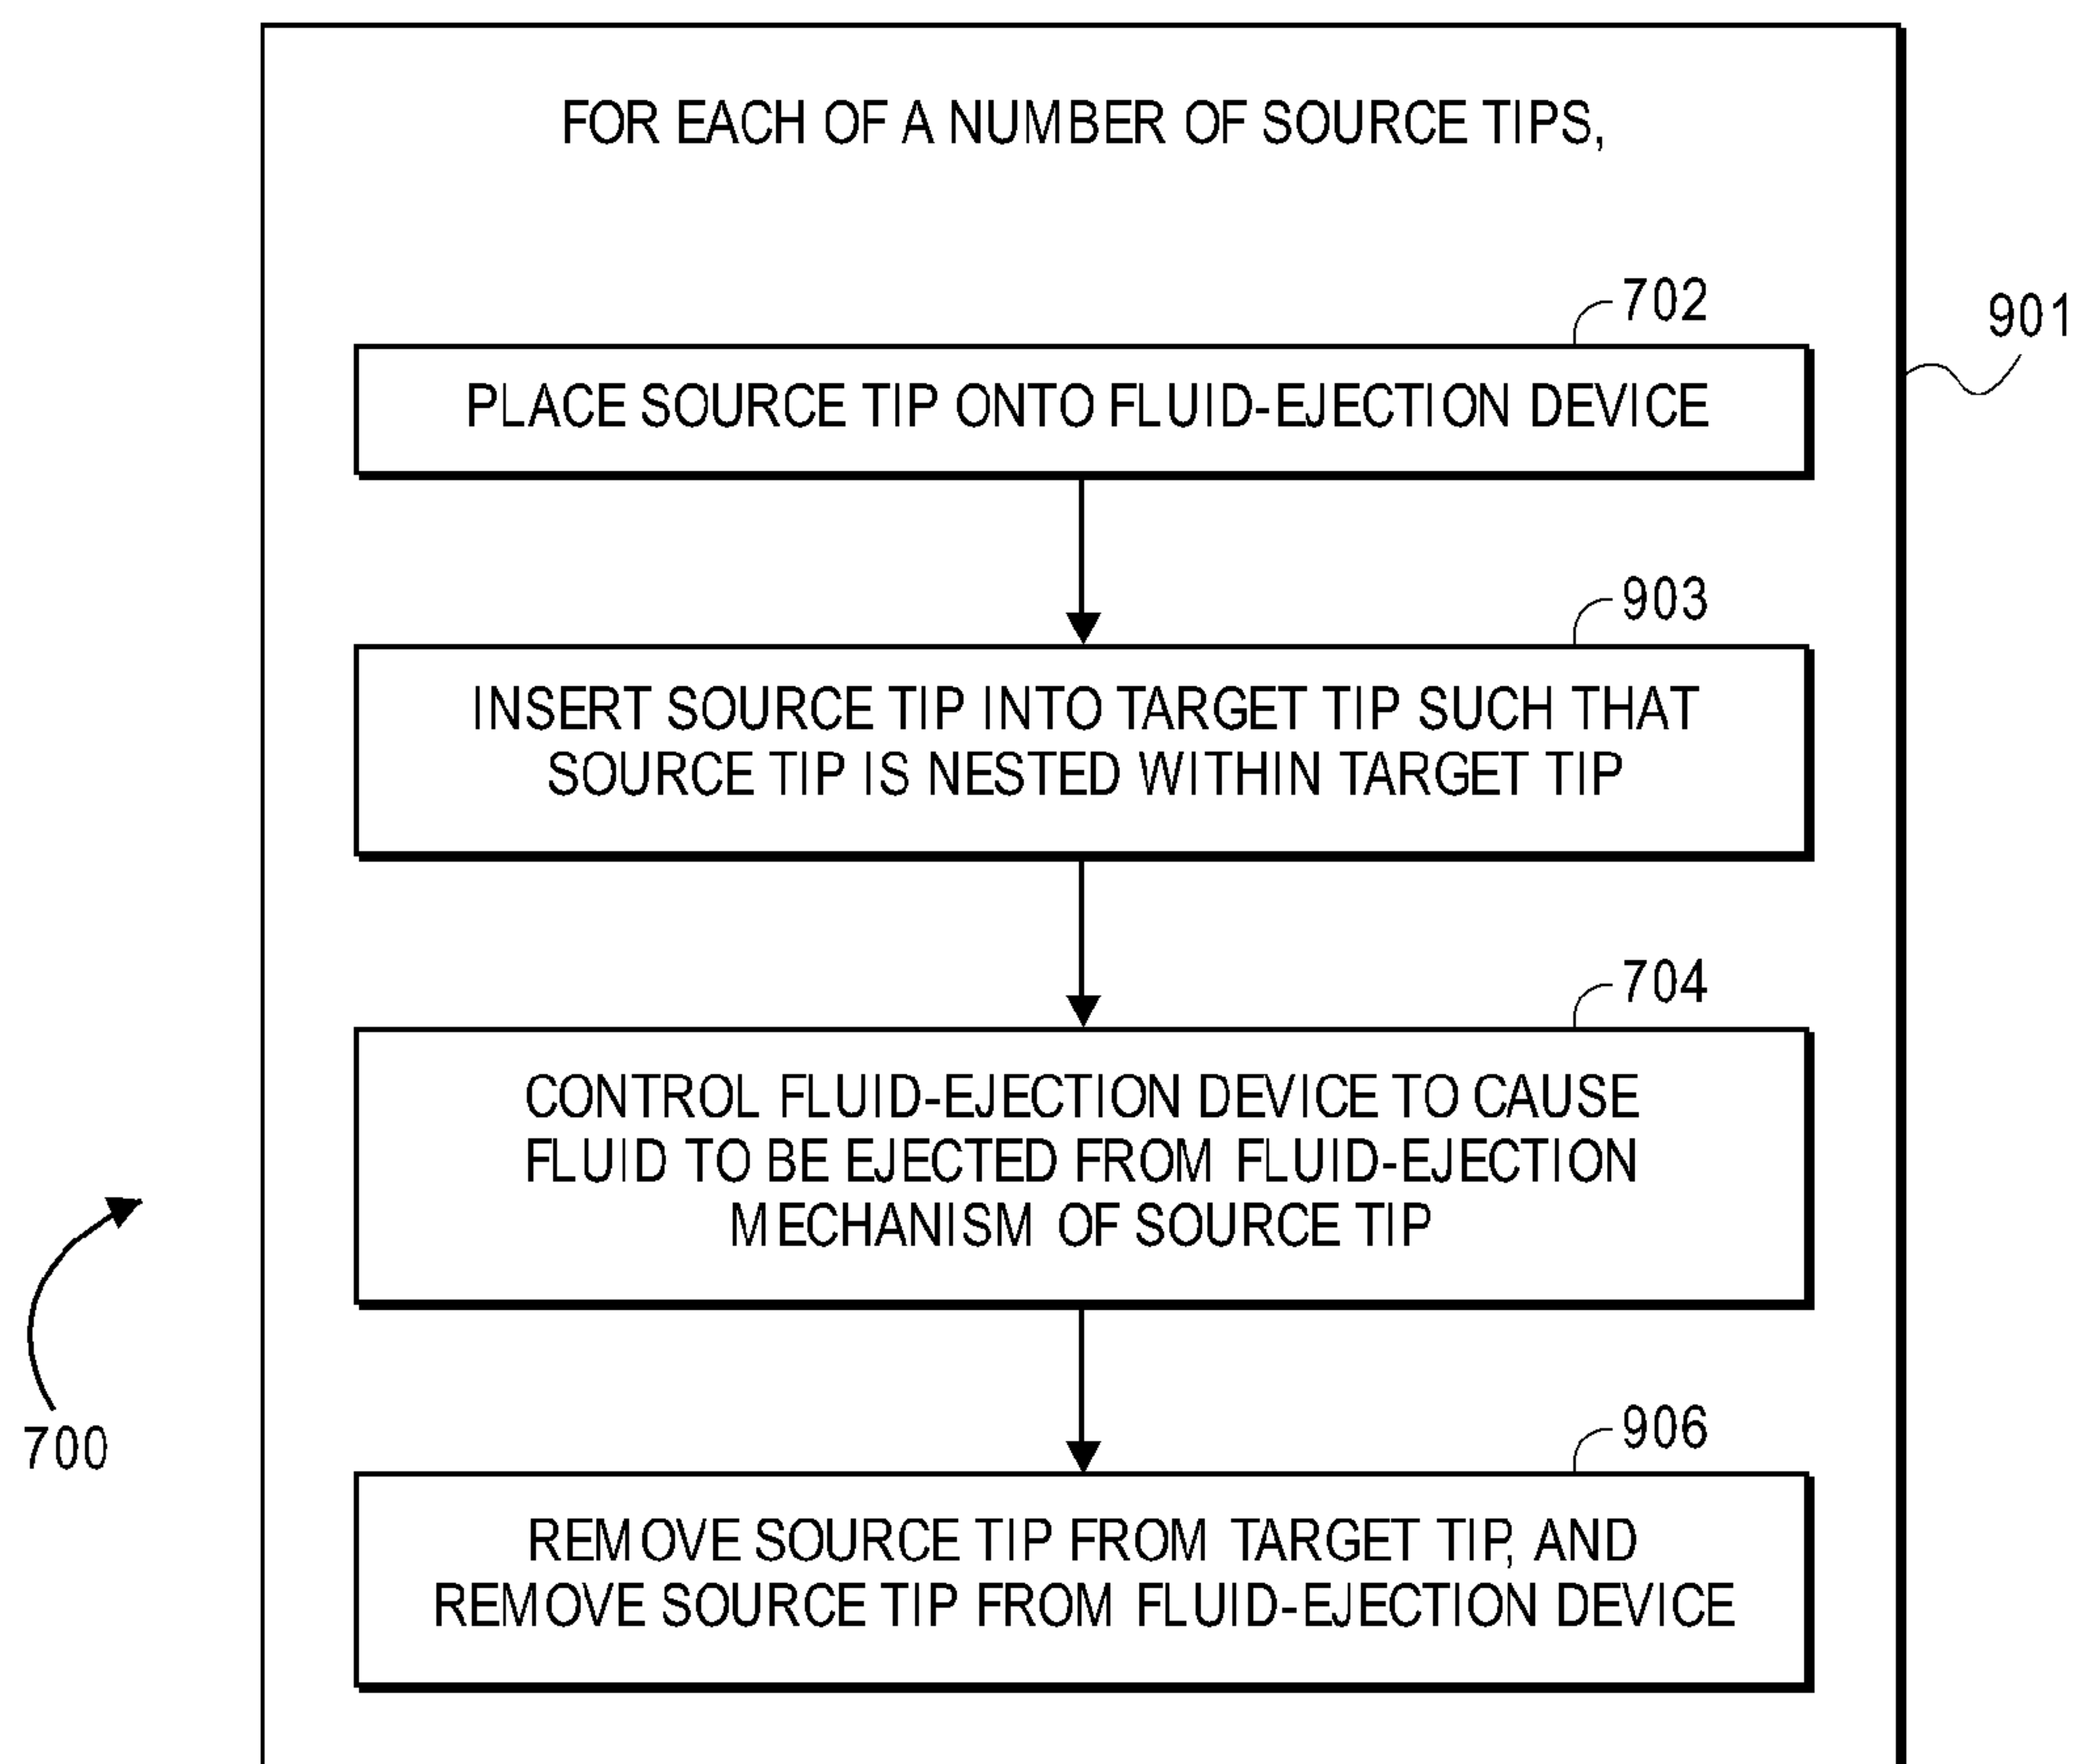 FOR EACH OF A NUMBER OF SOURCE TIPS,
702
901
PLACE SOURCE TIP ONTO FLUID-EJECTION DEVICE
903
INSERT SOURCE TIP INTO TARGET TIP SUCH THAT
SOURCE TIP IS NESTED WITHIN TARGET TIP
704
CONTROL FLUID-EJECTION DEVICE TO CAUSE
FLUID TO BE EJECTED FROM FLUID-EJECTION
MECHANISM OF SOURCE TIP
700
906
REMOVE SOURCE TIP FROM TARGET TIP, AND
REMOVE SOURCE TIP FROM FLUID-EJECTION DEVICE